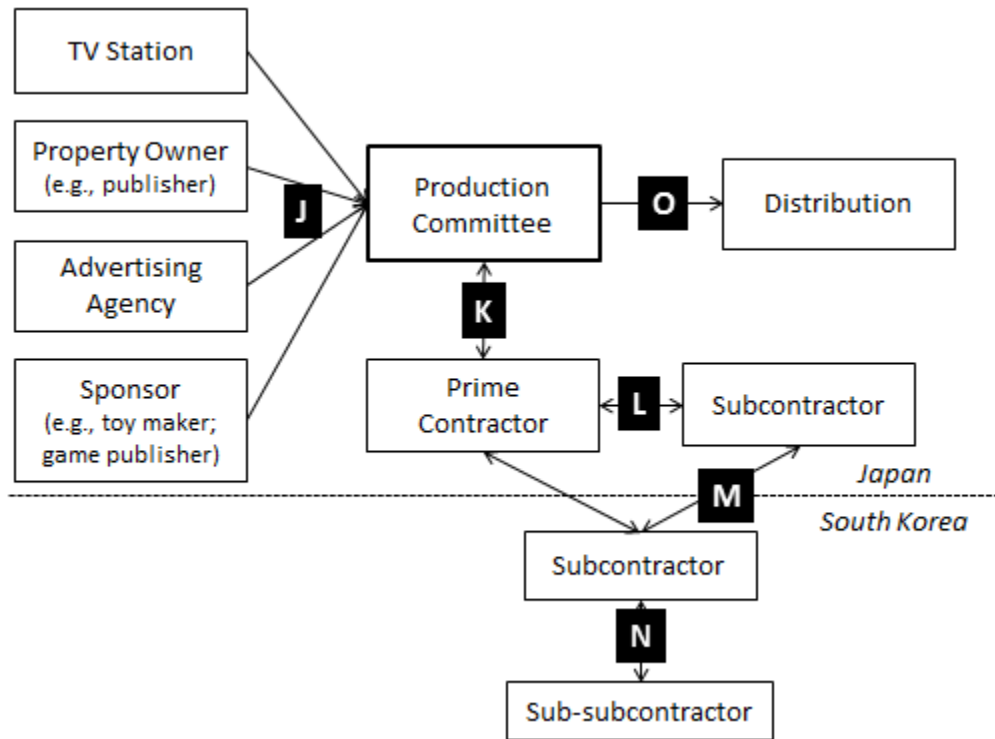 TV Station
Property Owner
(e.g., publisher)
J
Production
Committee
O
Distribution
Advertising
Agency
K
Sponsor
(e.g., toy maker;
game publisher)
Prime
Contractor
L
Subcontractor
M
Japan
South Korea
Subcontractor
N
Sub-subcontractor